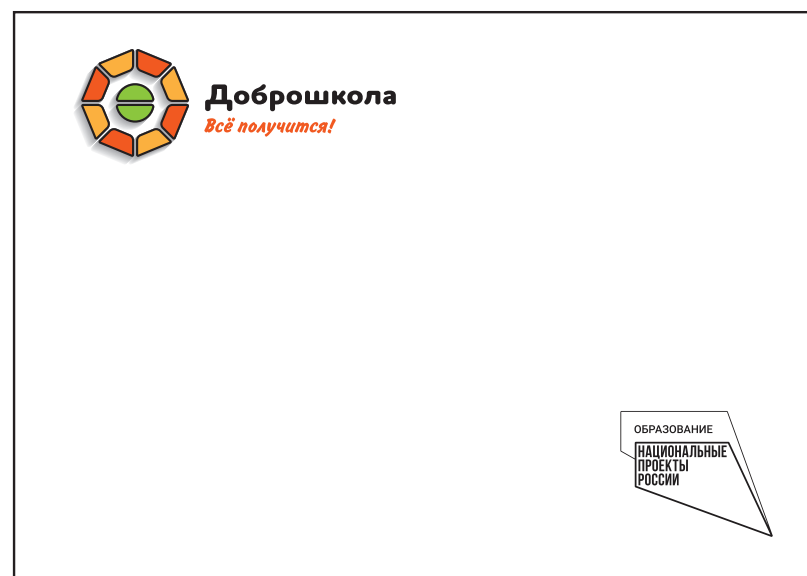 Доброшкола
Всё получится!
ОБРАЗОВАНИЕ
НАЦИОНАЛЬНЫЕ
ПРОЕКТЫ
РОССИИ